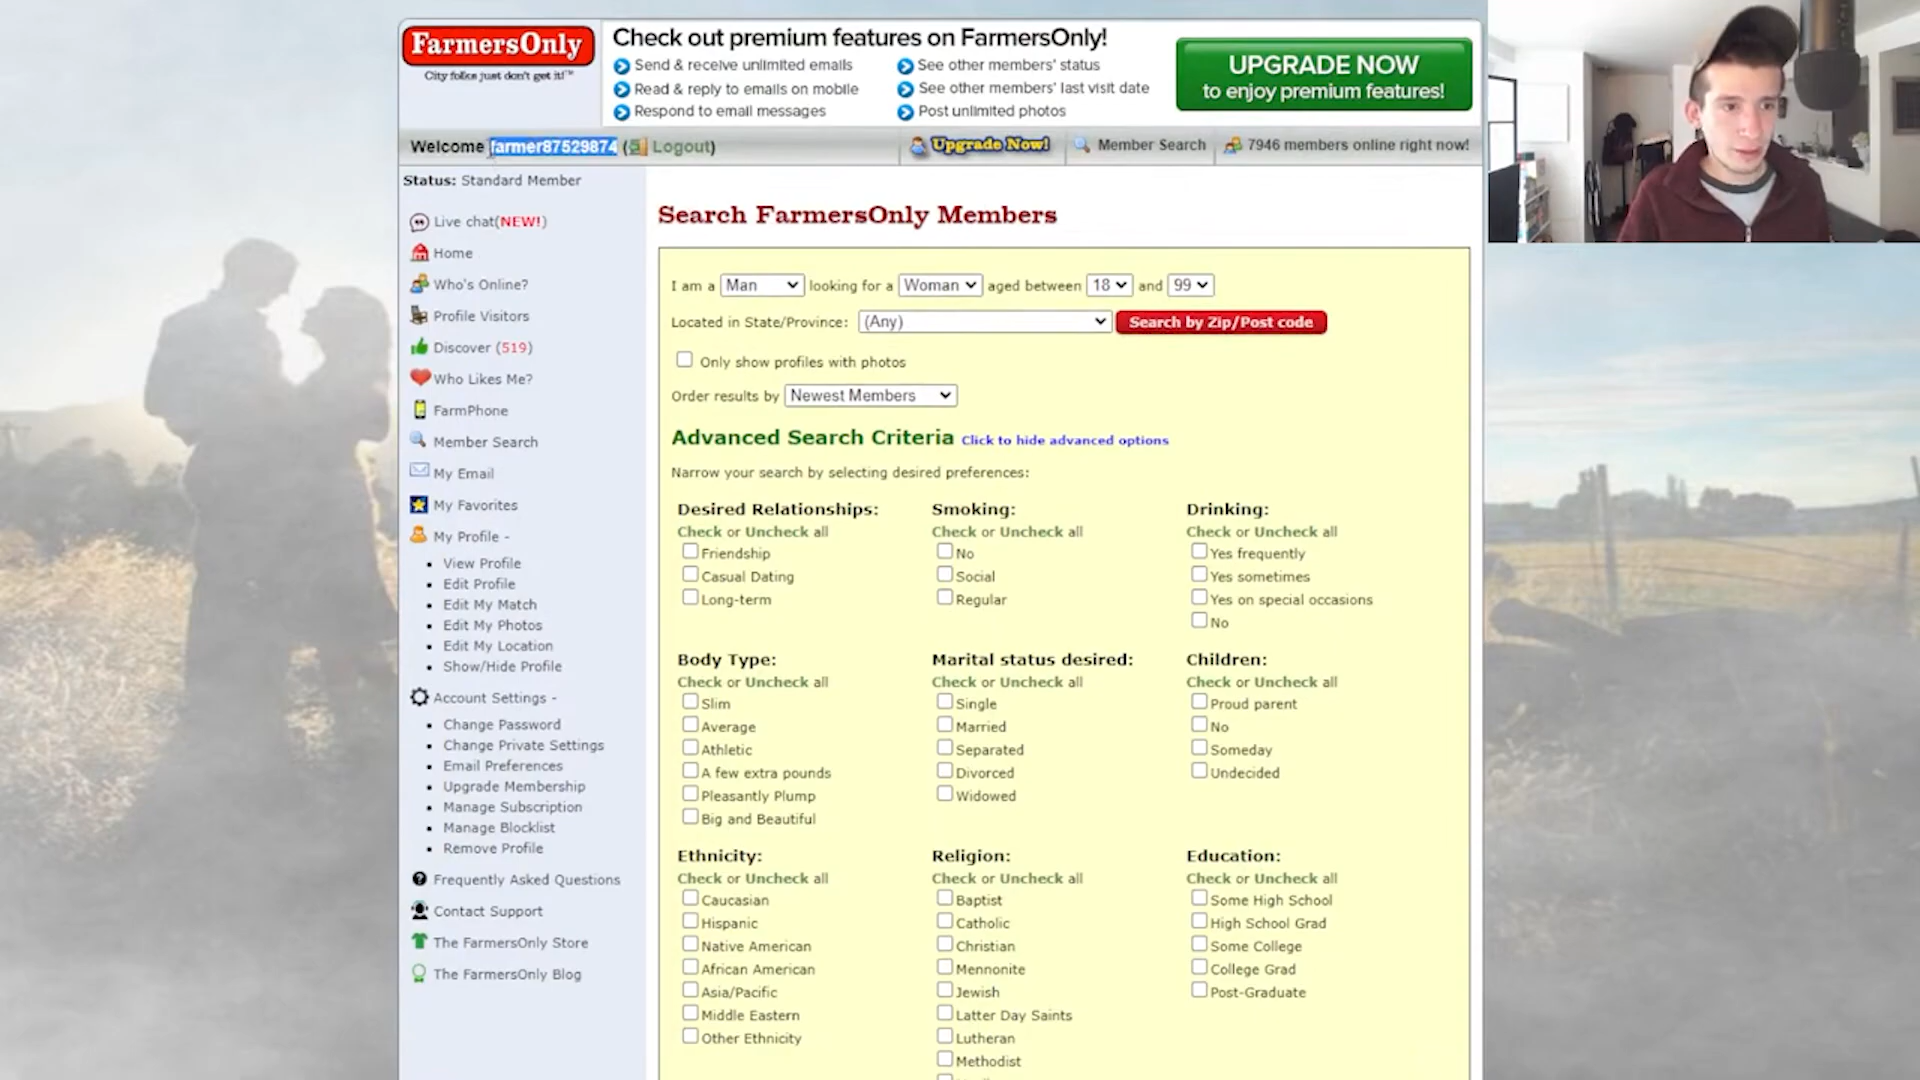 FarmersOnly
City folks just don't get it!™
Check out premium features on FarmersOnly!
Send & receive unlimited emails
Read & reply to emails on mobile
Respond to email messages
See other members' status
See other members' last visit date
Post unlimited photos
UPGRADE NOW
to enjoy premium features!
Welcome farmer87529874 ( Logout)
Upgrade Now!
Member Search
7946 members online right now!
Status: Standard Member
Live chat(NEW!)
Home
Who's Online?
Profile Visitors
Discover (519)
Who Likes Me?
FarmPhone
Member Search
My Email
My Favorites
My Profile -
View Profile
Edit Profile
Edit My Match
Edit My Photos
Edit My Location
Show/Hide Profile
Account Settings -
Change Password
Change Private Settings
Email Preferences
Upgrade Membership
Manage Subscription
Manage Blocklist
Remove Profile
Frequently Asked Questions
Contact Support
The FarmersOnly Store
The FarmersOnly Blog
Search FarmersOnly Members
I am a Man looking for a Woman aged between 18 and 99
Located in State/Province: (Any) Search by Zip/Post code
Only show profiles with photos
Order results by Newest Members
Advanced Search Criteria Click to hide advanced options
Narrow your search by selecting desired preferences:
Desired Relationships:
Check or Uncheck all
Friendship
Casual Dating
Long-term
Smoking:
Check or Uncheck all
No
Social
Regular
Drinking:
Check or Uncheck all
Yes frequently
Yes sometimes
Yes on special occasions
No
Body Type:
Check or Uncheck all
Slim
Average
Athletic
A few extra pounds
Pleasantly Plump
Big and Beautiful
Marital status desired:
Check or Uncheck all
Single
Married
Separated
Divorced
Widowed
Children:
Check or Uncheck all
Proud parent
No
Someday
Undecided
Ethnicity:
Check or Uncheck all
Caucasian
Hispanic
Native American
African American
Asia/Pacific
Middle Eastern
Other Ethnicity
Religion:
Check or Uncheck all
Baptist
Catholic
Christian
Mennonite
Jewish
Latter Day Saints
Lutheran
Methodist
Education:
Check or Uncheck all
Some High School
High School Grad
Some College
College Grad
Post-Graduate